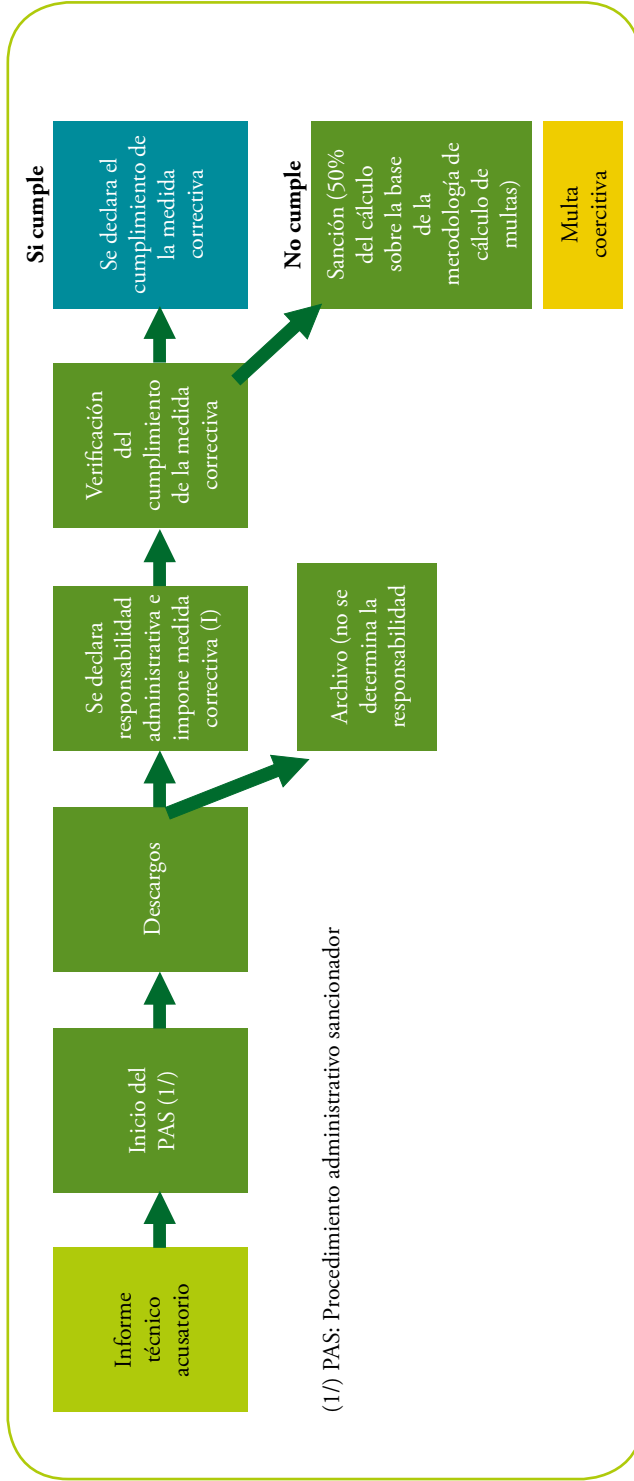 Informe
técnico
acusatorio
Inicio del
PAS (1/)
Descargos
Se declara
responsabilidad
administrativa e
impone medida
correctiva (I)
Archivo (no se
determina la
responsabilidad
Verificación
del
cumplimiento
de la medida
correctiva
Si cumple
Se declara el
cumplimiento de
la medida
correctiva
No cumple
Sanción (50%
del cálculo
sobre la base
de la
metodología de
cálculo de
multas)
Multa
coercitiva
(1/) PAS: Procedimiento administrativo sancionador